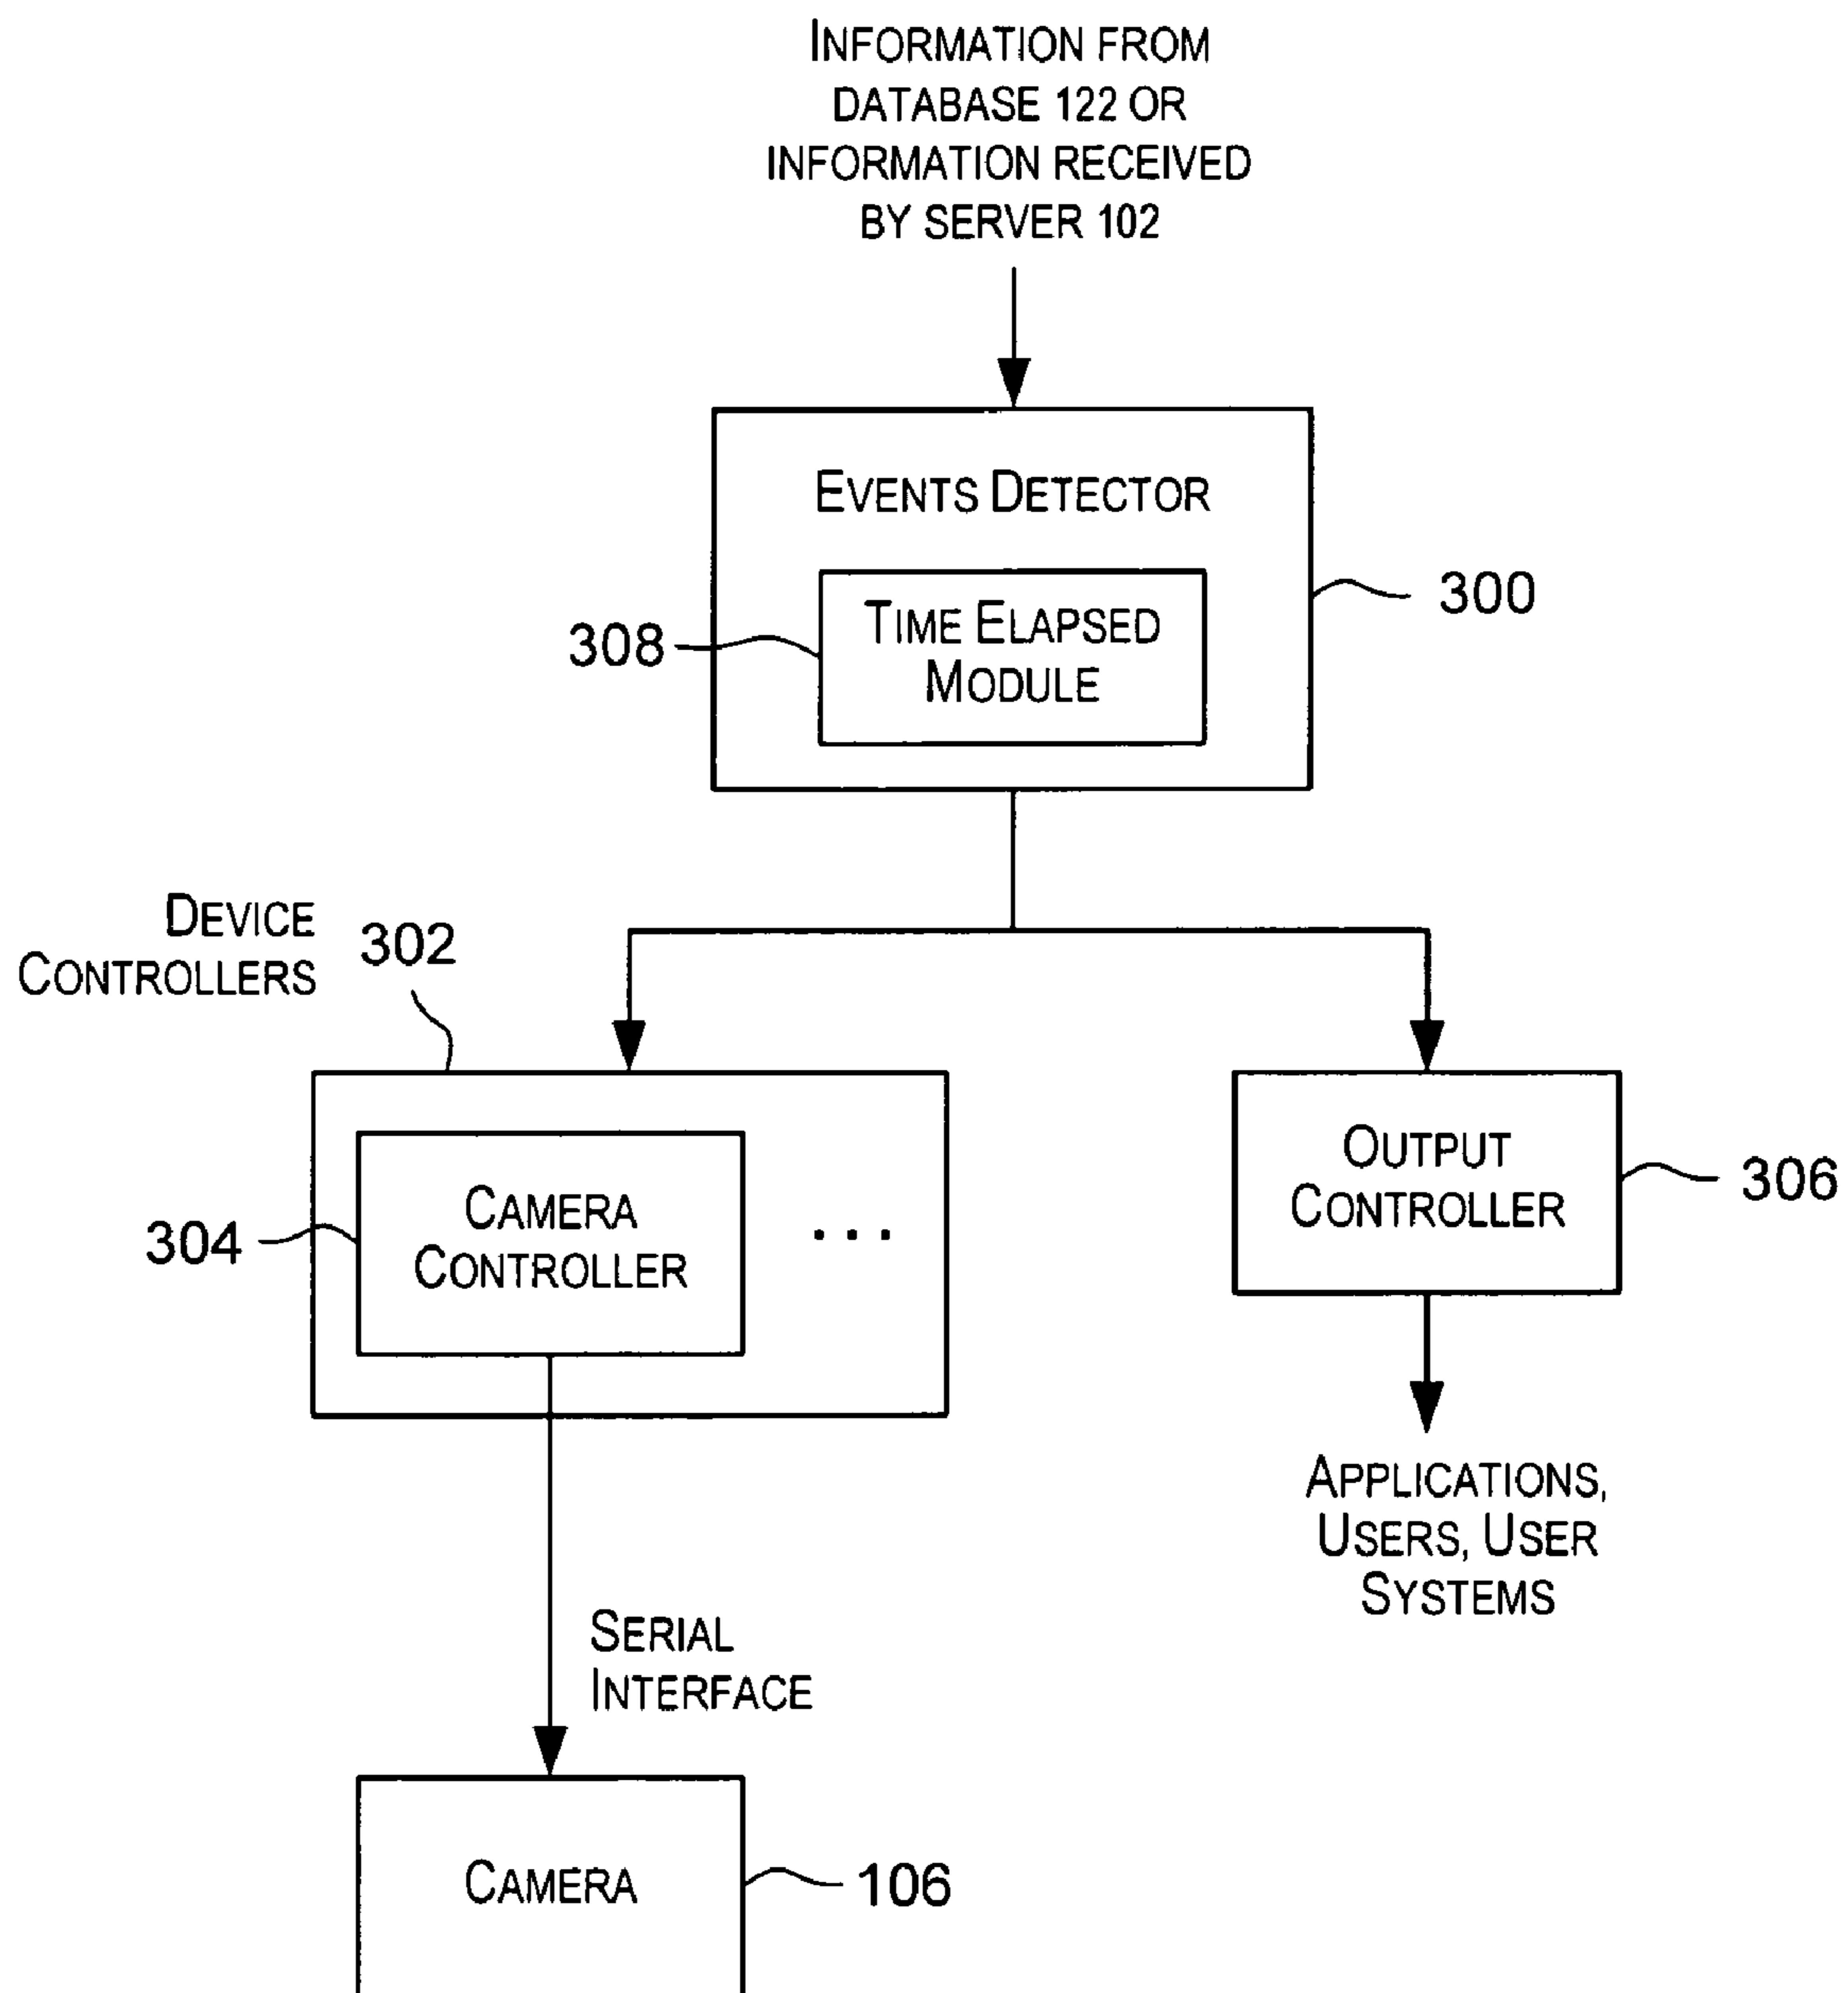 INFORMATION FROM
DATABASE 122 OR
INFORMATION RECEIVED
BY SERVER 102
EVENTS DETECTOR
300
308
TIME ELAPSED
MODULE
DEVICE
CONTROLLERS
302
CAMERA
CONTROLLER
304
...
OUTPUT
CONTROLLER
306
APPLICATIONS,
USERS, USER
SYSTEMS
SERIAL
INTERFACE
CAMERA
106